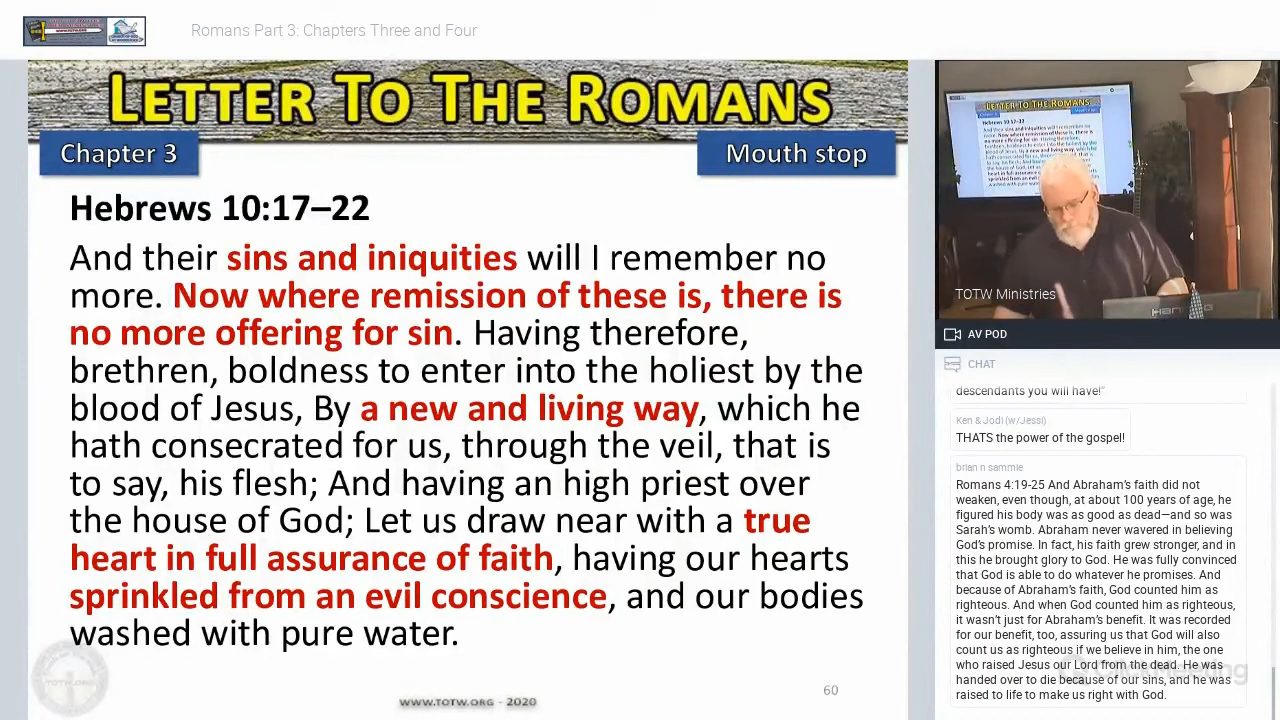 Romans Part 3: Chapters Three and Four
LETTER TO THE ROMANS
Chapter 3
Mouth stop
Hebrews 10:17–22
And their sins and iniquities will I remember no
more. Now where remission of these is, there is
no more offering for sin. Having therefore,
brethren, boldness to enter into the holiest by the
blood of Jesus, By a new and living way, which he
hath consecrated for us, through the veil, that is
to say, his flesh; And having an high priest over
the house of God; Let us draw near with a true
heart in full assurance of faith, having our hearts
sprinkled from an evil conscience, and our bodies
washed with pure water.
TOTW.ORG
WWW.TOTW.ORG - 2020
60
LETTER TO THE ROMANS
Hebrews 10:17-22
TOTW Ministries
AV POD
CHAT
descendants you will have!"
Ken & Jodi (w/Jessi)
THATS the power of the gospel!
brian n sammie
Romans 4:19-25 And Abraham's faith did not
weaken, even though, at about 100 years of age, he
figured his body was as good as dead—and so was
Sarah's womb. Abraham never wavered in believing
God's promise. In fact, his faith grew stronger, and in
this he brought glory to God. He was fully convinced
that God is able to do whatever he promises. And
because of Abraham's faith, God counted him as
righteous. And when God counted him as righteous,
it wasn't just for Abraham's benefit. It was recorded
for our benefit, too, assuring us that God will also
count us as righteous if we believe in him, the one
who raised Jesus our Lord from the dead. He was
handed over to die because of our sins, and he was
raised to life to make us right with God.